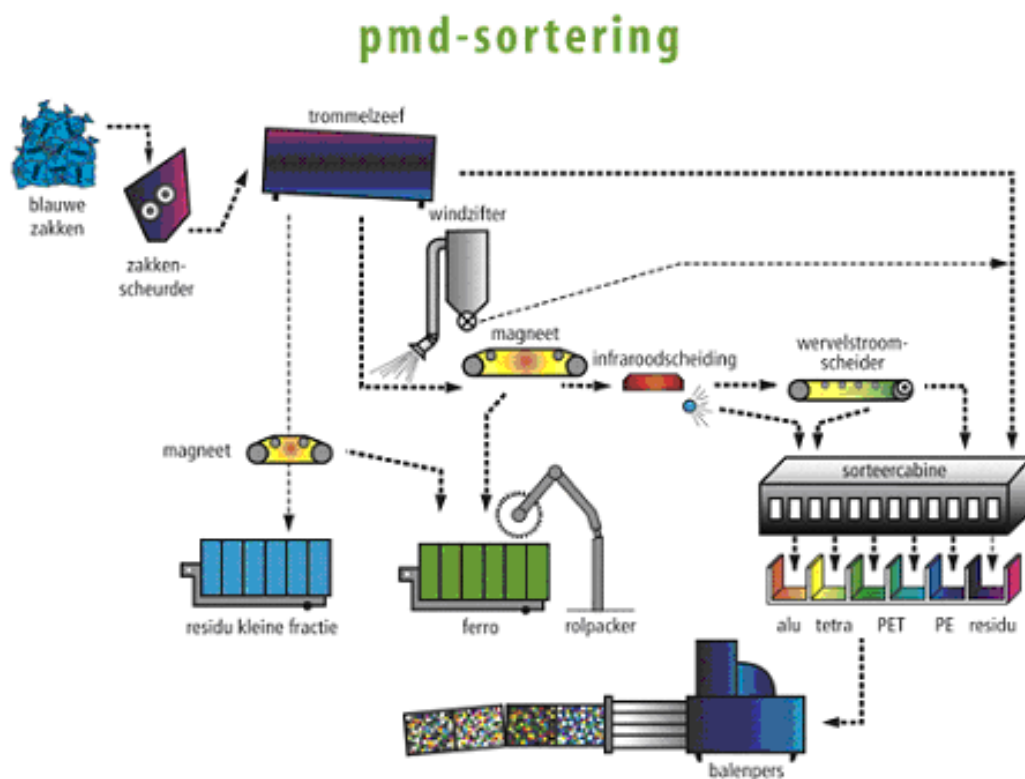 pmd-sortering
trommelzeef
blauwe
zakken
windzifter
zakken-
scheurder
magneet
infraroodscheiding
wervelstroom-
scheider
magneet
sorteercabine
residu kleine fractie
ferro
rolpacker
alu tetra PET PE residu
balenpers